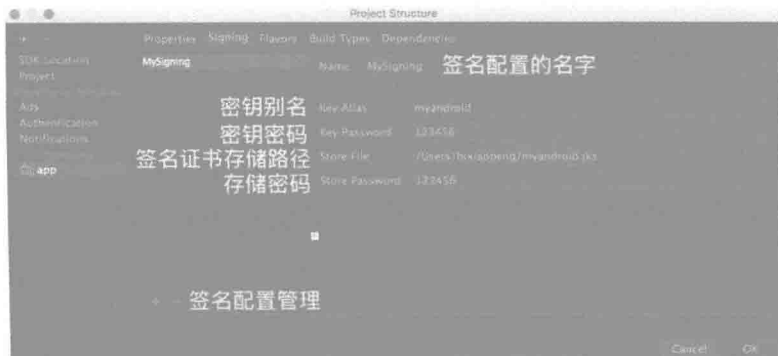 Project Structure
Properties Signing Flavors Build Types Dependencies
SDK Location
Project
Ads
Authentication
Notifications
app
MySigning
Name MySigning 签名配置的名字
密钥别名 Key Alias myandroid
密钥密码 Key Password 123456
签名证书存储路径 Store File
存储密码 Store Password 123456
签名配置管理
Cancel OK